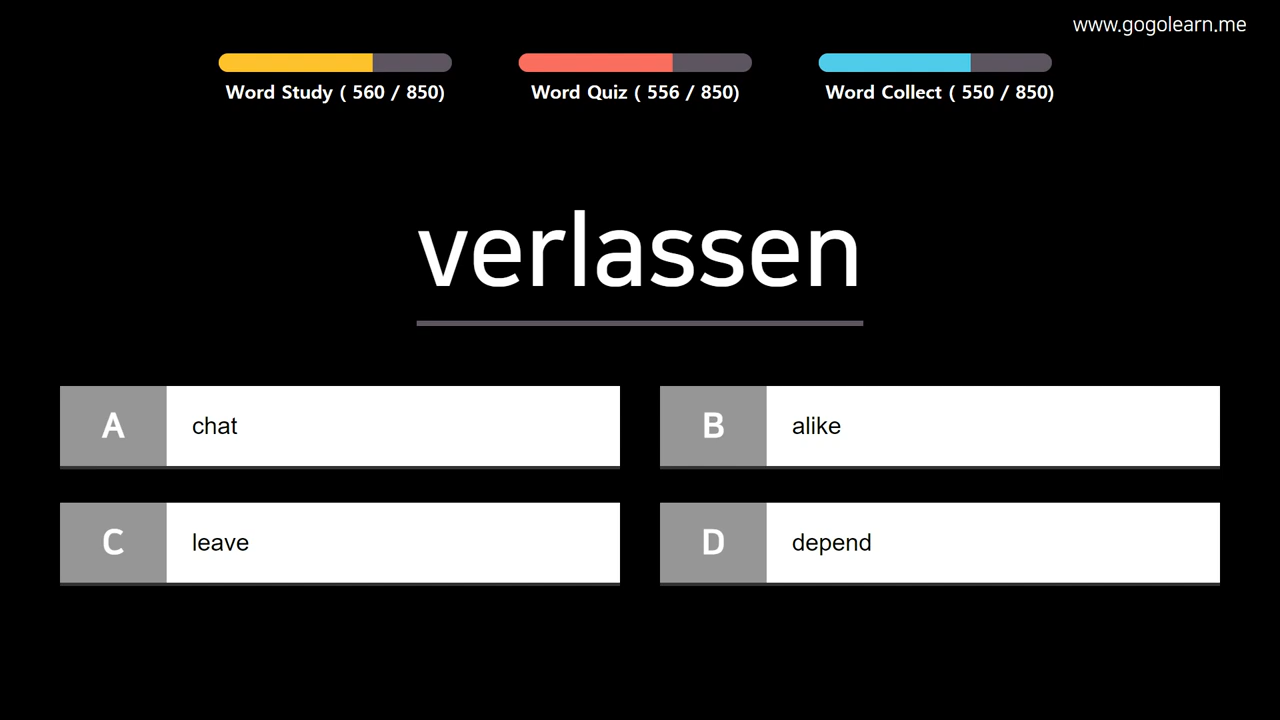 www.gogolearn.me
Word Study ( 560 / 850)
Word Quiz ( 556 / 850)
Word Collect ( 550 / 850)
verlassen
A chat
B alike
C leave
D depend